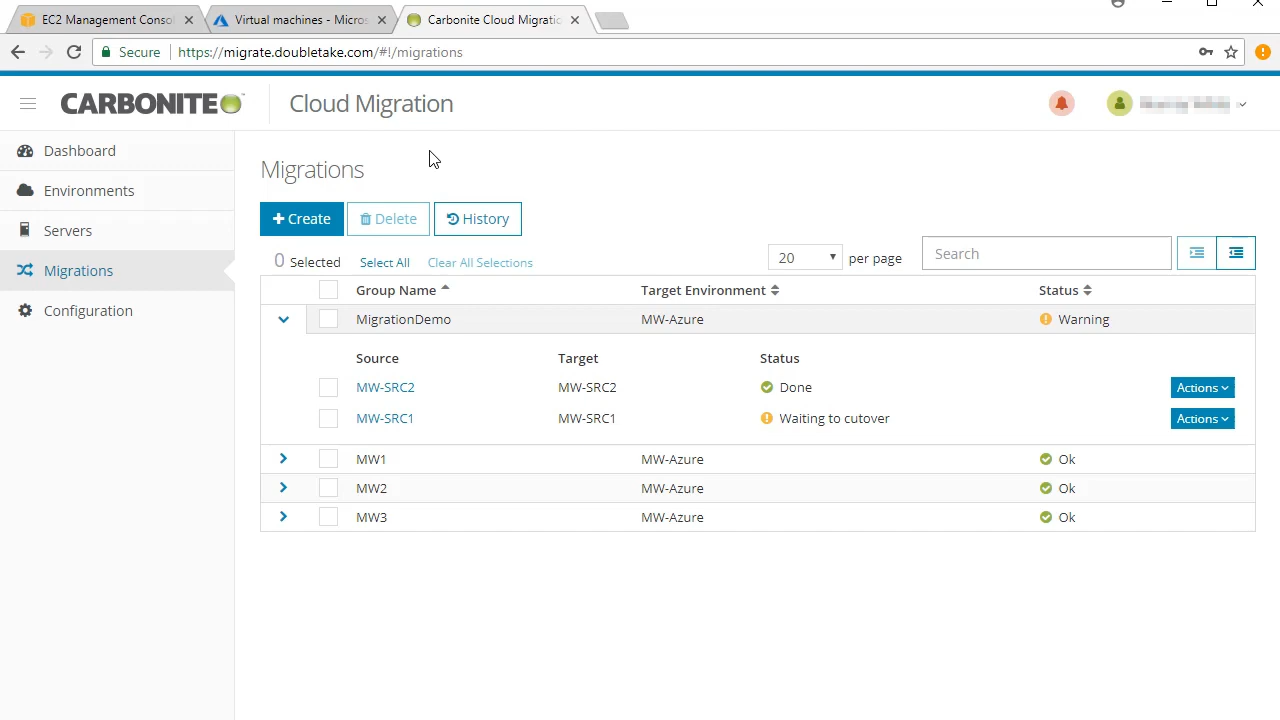 EC2 Management Consol
Virtual machines - Micros
Carbonite Cloud Migratio
Secure https://migrate.doubletake.com/#!/migrations
CARBONITE Cloud Migration
Dashboard
Environments
Servers
Migrations
Configuration
Migrations
Create Delete History
0 Selected Select All Clear All Selections 20 per page Search
Group Name Target Environment Status
MigrationDemo MW-Azure Warning
Source Target Status
MW-SRC2 MW-SRC2 Done Actions
MW-SRC1 MW-SRC1 Waiting to cutover Actions
MW1 MW-Azure Ok
MW2 MW-Azure Ok
MW3 MW-Azure Ok